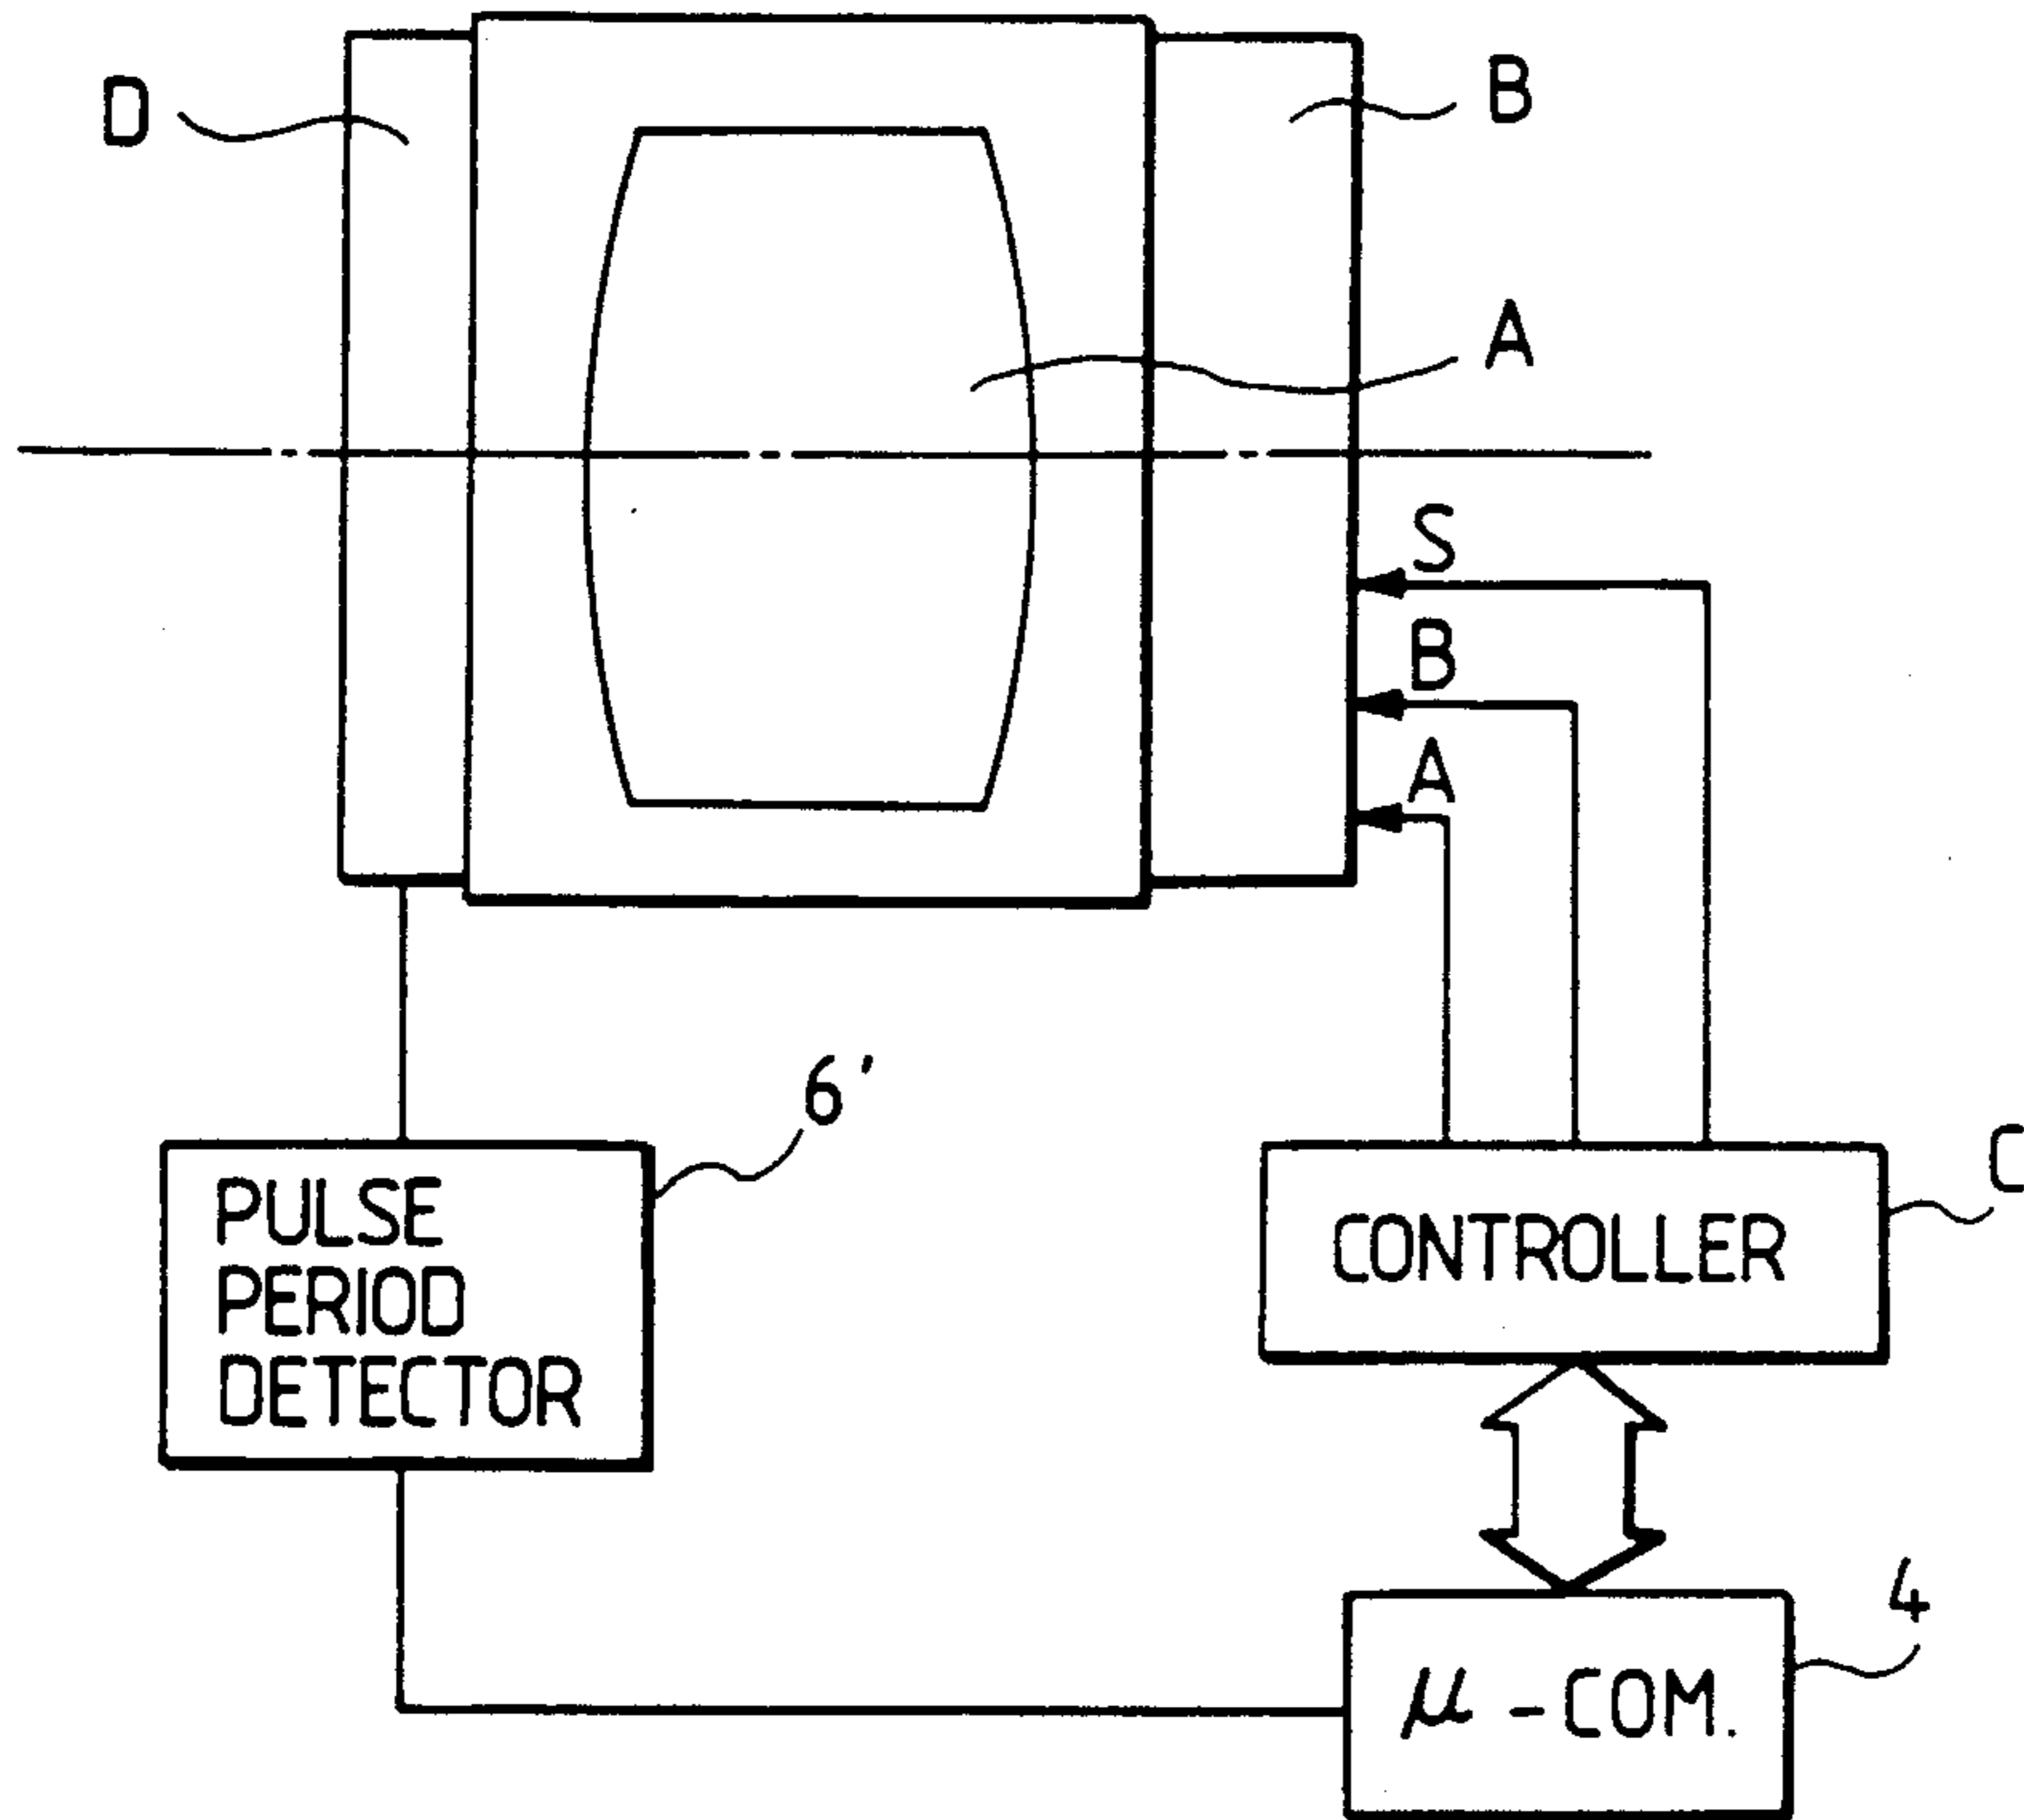 D
B
A
S
B
A
6'
PULSE
PERIOD
DETECTOR
C
CONTROLLER
4
μ-COM.